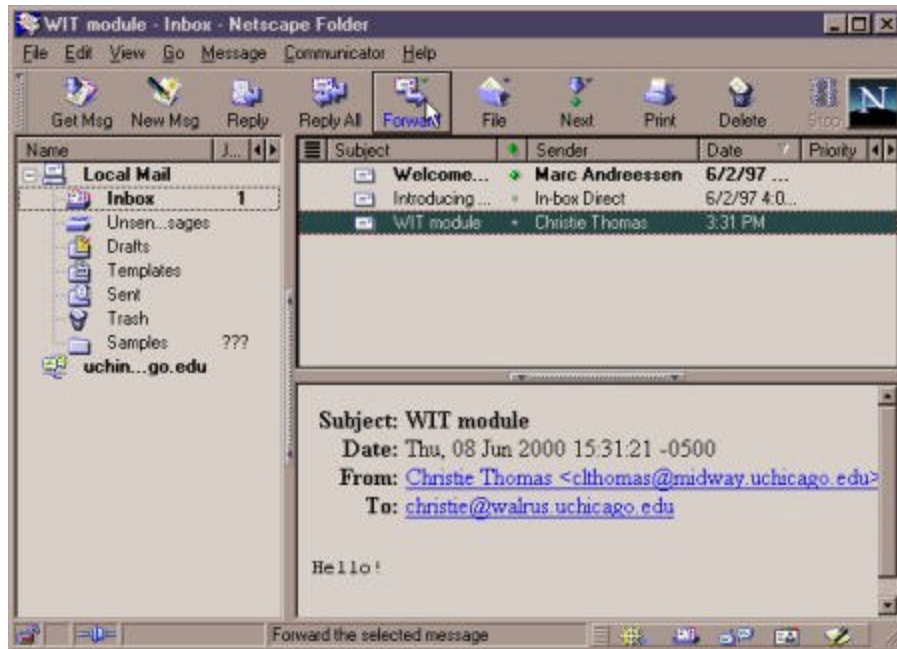 WIT module - Inbox - Netscape Folder
File Edit View Go Message Communicator Help
Get Msg New Msg Reply Reply All Forward File Next Print Delete Stop N
Name J...
Local Mail
Inbox 1
Unsen...sages
Drafts
Templates
Sent
Trash
Samples ???
uchin...go.edu
Subject Sender Date Priority
Welcome... Marc Andreessen 6/2/97 ...
Introducing ... In-box Direct 6/2/97 4:0...
WIT module Christie Thomas 3:31 PM
Subject: WIT module
Date: Thu, 08 Jun 2000 15:31:21 -0500
From: Christie Thomas <clthomas@midway.uchicago.edu>
To: christie@walrus.uchicago.edu
Hello!
Forward the selected message